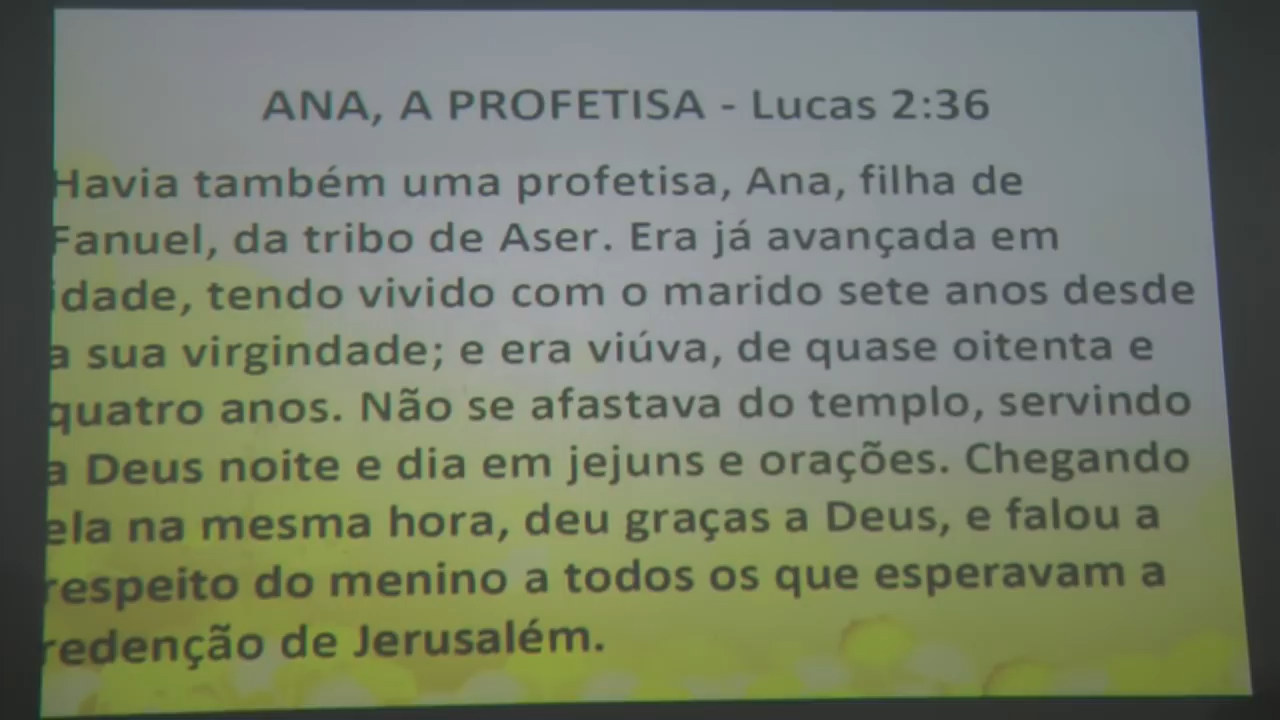 ANA, A PROFETISA - Lucas 2:36
Havia também uma profetisa, Ana, filha de
Fanuel, da tribo de Aser. Era já avançada em
idade, tendo vivido com o marido sete anos desde
a sua virgindade; e era viúva, de quase oitenta e
quatro anos. Não se afastava do templo, servindo
a Deus noite e dia em jejuns e orações. Chegando
ela na mesma hora, deu graças a Deus, e falou a
respeito do menino a todos os que esperavam a
redenção de Jerusalém.